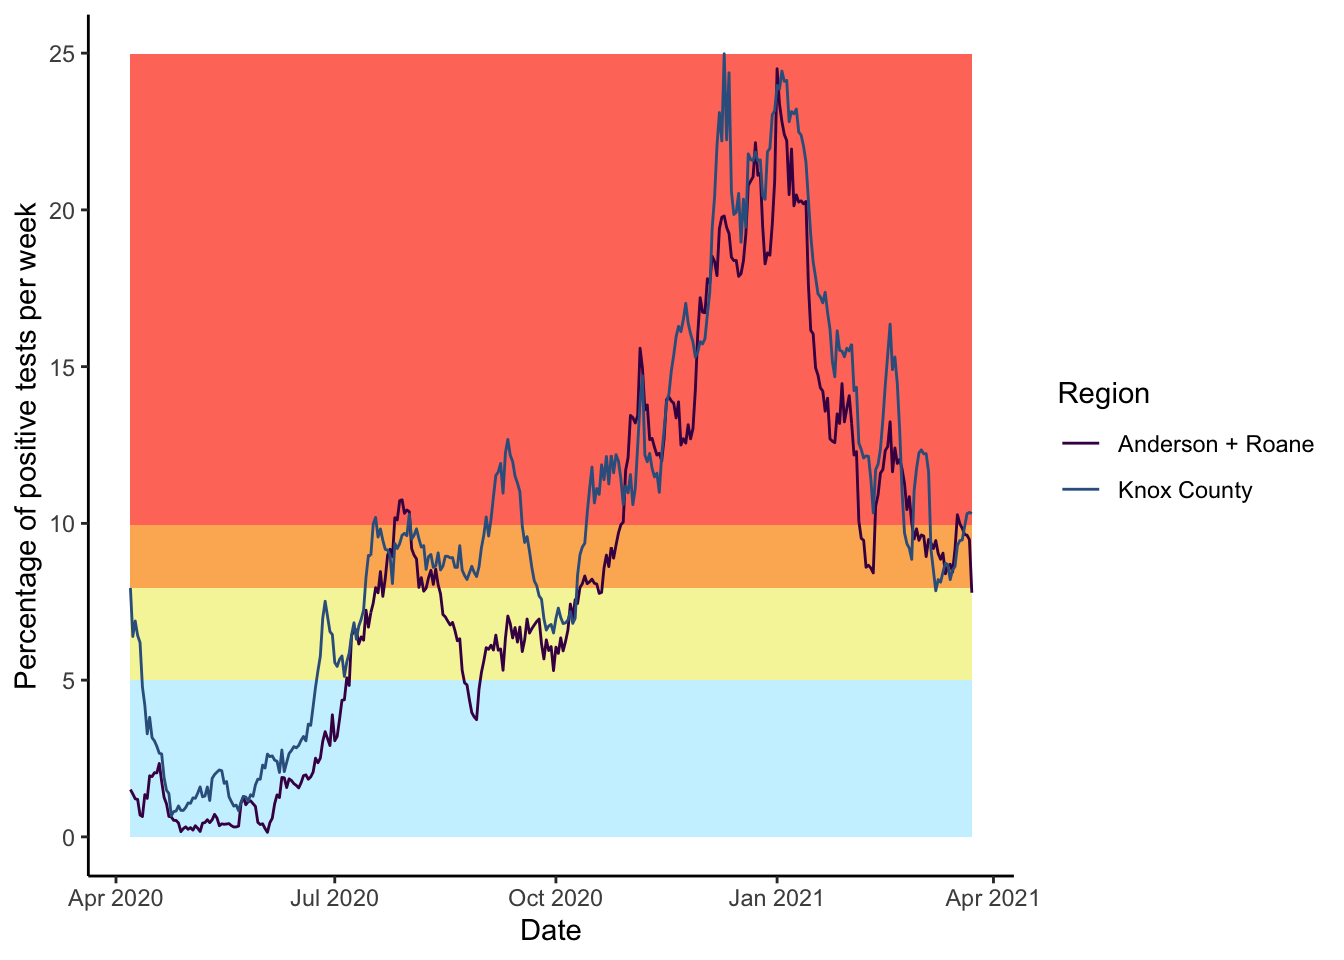 Percentage of positive tests per week
25
20
15
10
5
0
Apr 2020
Jul 2020
Oct 2020
Jan 2021
Apr 2021
Date
Region
Anderson + Roane
Knox County